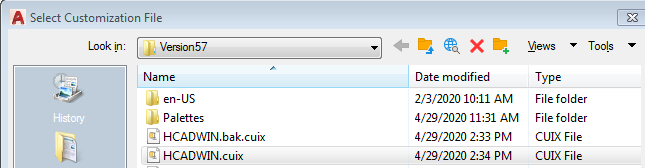 A Select Customization File
Look in: Version57 Views Tools
Name Date modified Type
History
en-US 2/3/2020 10:11 AM File folder
Palettes 4/29/2020 11:31 AM File folder
HCADWIN.bak.cuix 4/29/2020 2:33 PM CUIX File
HCADWIN.cuix 4/29/2020 2:34 PM CUIX File